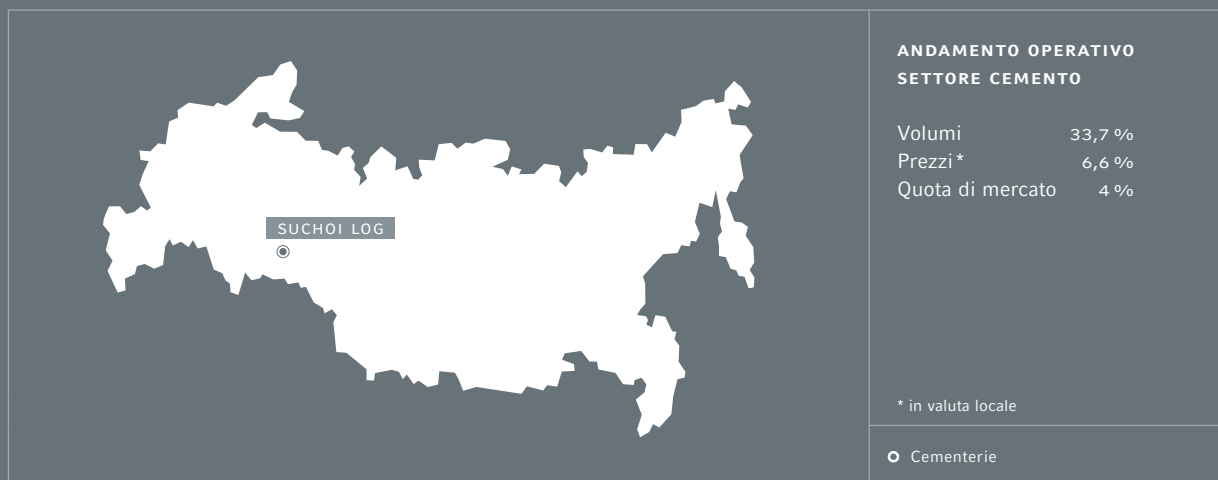 SUCHOI LOG
ANDAMENTO OPERATIVO
SETTORE CEMENTO
Volumi 33,7 %
Prezzi* 6,6 %
Quota di mercato 4 %
* in valuta locale
Cementerie